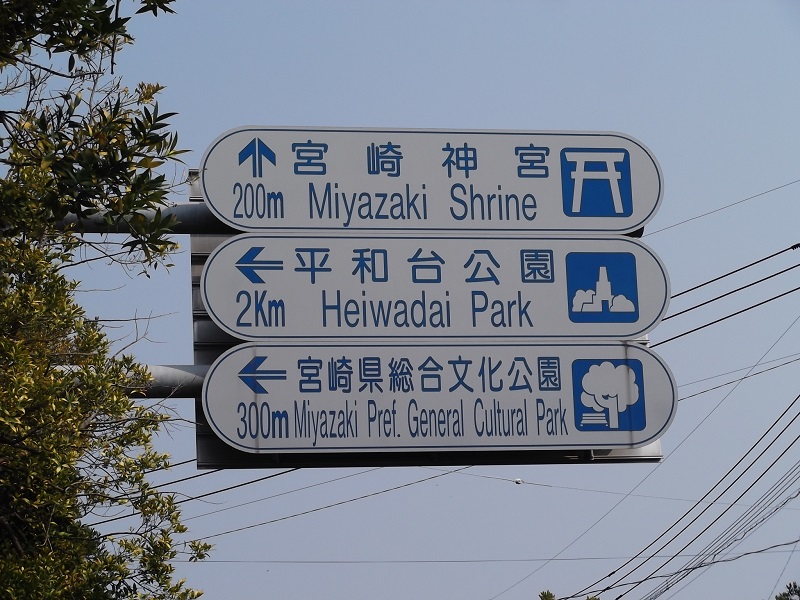 宮崎神宮
200m Miyazaki Shrine
平和台公園
2Km Heiwadai Park
宮崎県総合文化公園
300m Miyazaki Pref. General Cultural Park